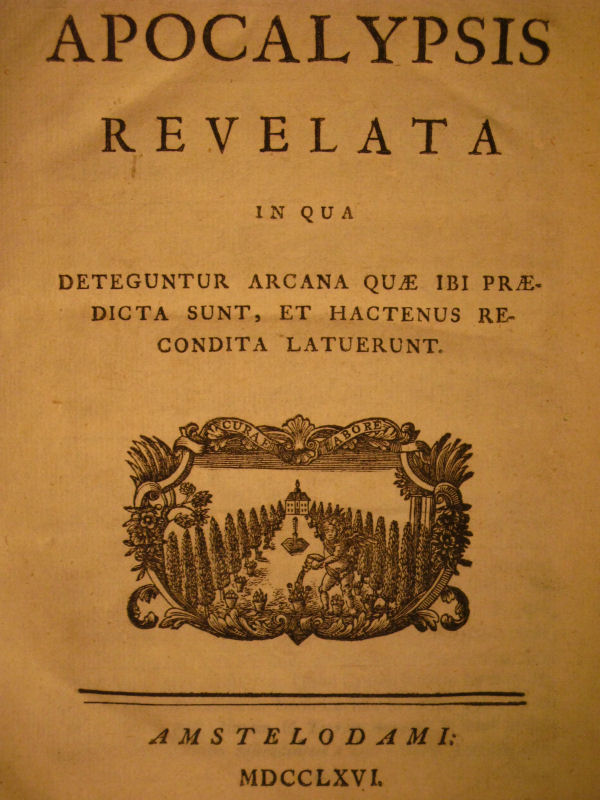 APOCALYPSIS
REVELATA
IN QUA
DETEGUNTUR ARCANA QUÆ IBI PRÆ-
DICTA SUNT, ET HACTENUS RE-
CONDITA LATUERUNT.
CURA ET LABORE
AMSTELODAMI:
MDCCLXVI.